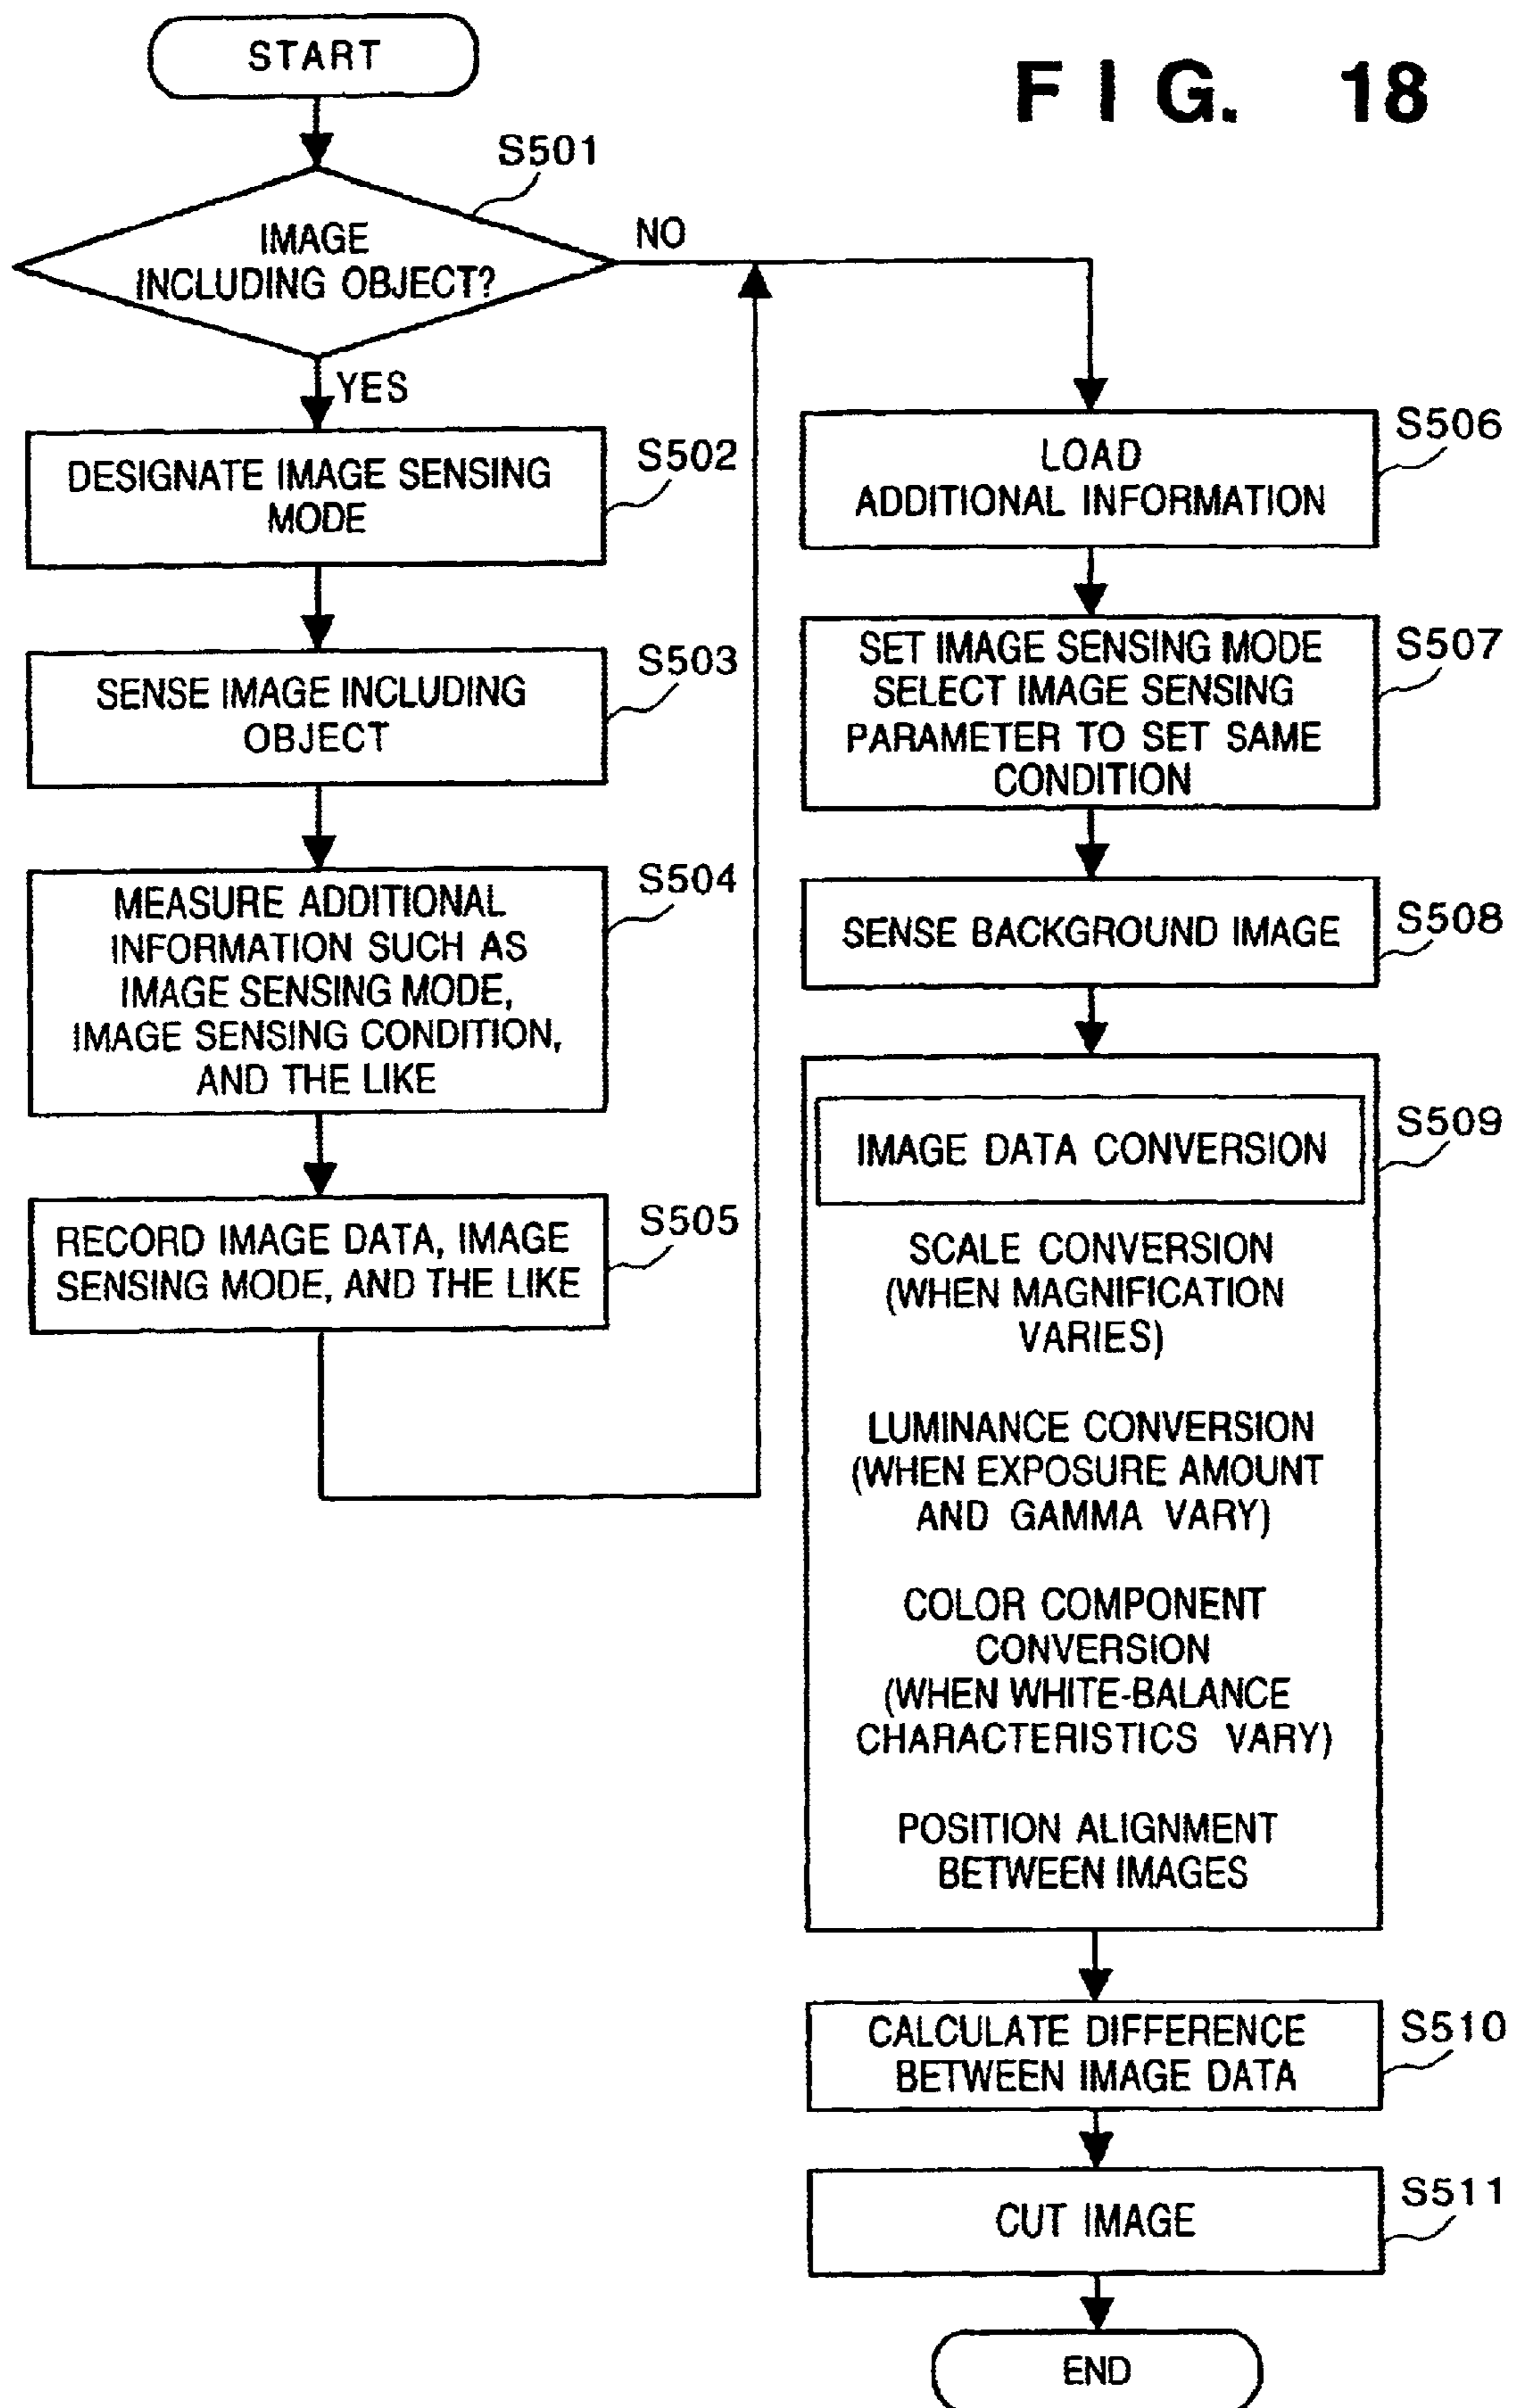 FIG. 18
START
S501
IMAGE
INCLUDING OBJECT?
NO
YES
DESIGNATE IMAGE SENSING
MODE
S502
SENSE IMAGE INCLUDING
OBJECT
S503
MEASURE ADDITIONAL
INFORMATION SUCH AS
IMAGE SENSING MODE,
IMAGE SENSING CONDITION,
AND THE LIKE
S504
RECORD IMAGE DATA, IMAGE
SENSING MODE, AND THE LIKE
S505
LOAD
ADDITIONAL INFORMATION
S506
SET IMAGE SENSING MODE
SELECT IMAGE SENSING
PARAMETER TO SET SAME
CONDITION
S507
SENSE BACKGROUND IMAGE
S508
IMAGE DATA CONVERSION
S509
SCALE CONVERSION
(WHEN MAGNIFICATION
VARIES)
LUMINANCE CONVERSION
(WHEN EXPOSURE AMOUNT
AND GAMMA VARY)
COLOR COMPONENT
CONVERSION
(WHEN WHITE-BALANCE
CHARACTERISTICS VARY)
POSITION ALIGNMENT
BETWEEN IMAGES
CALCULATE DIFFERENCE
BETWEEN IMAGE DATA
S510
CUT IMAGE
S511
END